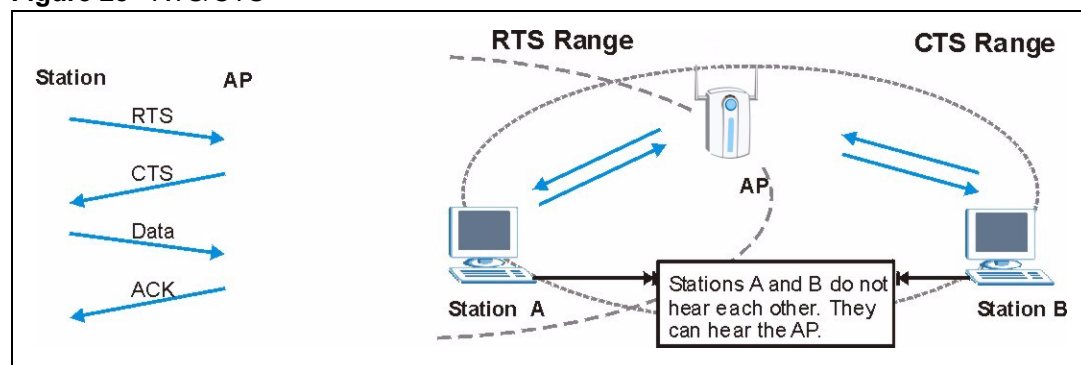 RTS Range
CTS Range
Station
AP
RTS
CTS
Data
ACK
AP
Station A
Stations A and B do not
hear each other. They
can hear the AP.
Station B